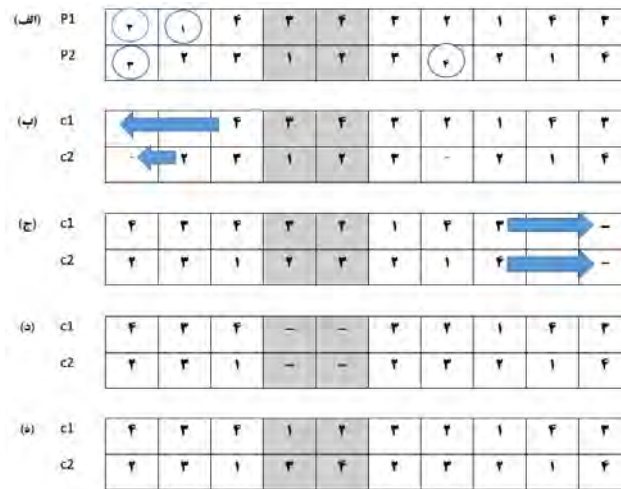 (الف) P1 ۲ ۱ ۴ ۳ ۴ ۳ ۲ ۱ ۴ ۳
P2 ۳ ۲ ۳ ۱ ۲ ۳ ۴ ۲ ۱ ۴
(ب) c1 ۴ ۳ ۴ ۳ ۲ ۱ ۴ ۳
c2 - ۲ ۳ ۱ ۲ ۳ - ۲ ۱ ۴
(ج) c1 ۴ ۳ ۴ ۳ ۲ ۱ ۴ ۳ –
c2 ۲ ۳ ۱ ۲ ۳ ۲ ۱ ۴ –
(د) c1 ۴ ۳ ۴ – – ۳ ۲ ۱ ۴ ۳
c2 ۲ ۳ ۱ – – ۲ ۳ ۲ ۱ ۴
(ه) c1 ۴ ۳ ۴ ۱ ۲ ۳ ۲ ۱ ۴ ۳
c2 ۲ ۳ ۱ ۳ ۴ ۲ ۳ ۲ ۱ ۴